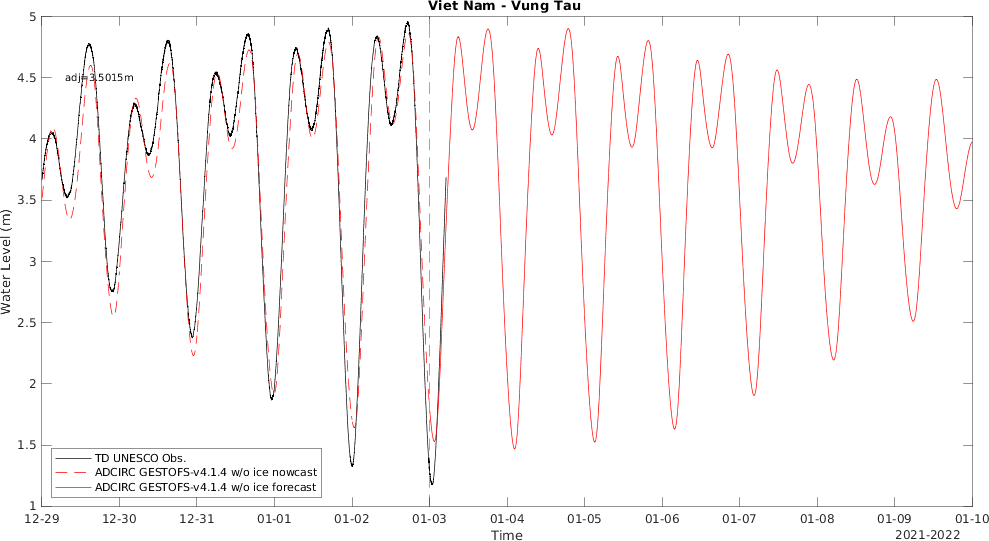 Viet Nam - Vung Tau
adj=3.5015m
Water Level (m)
5
4.5
4
3.5
3
2.5
2
1.5
1
TD UNESCO Obs.
ADCIRC GESTOFS-v4.1.4 w/o ice nowcast
ADCIRC GESTOFS-v4.1.4 w/o ice forecast
12-29 12-30 12-31 01-01 01-02 01-03 01-04 01-05 01-06 01-07 01-08 01-09 01-10
Time
2021-2022